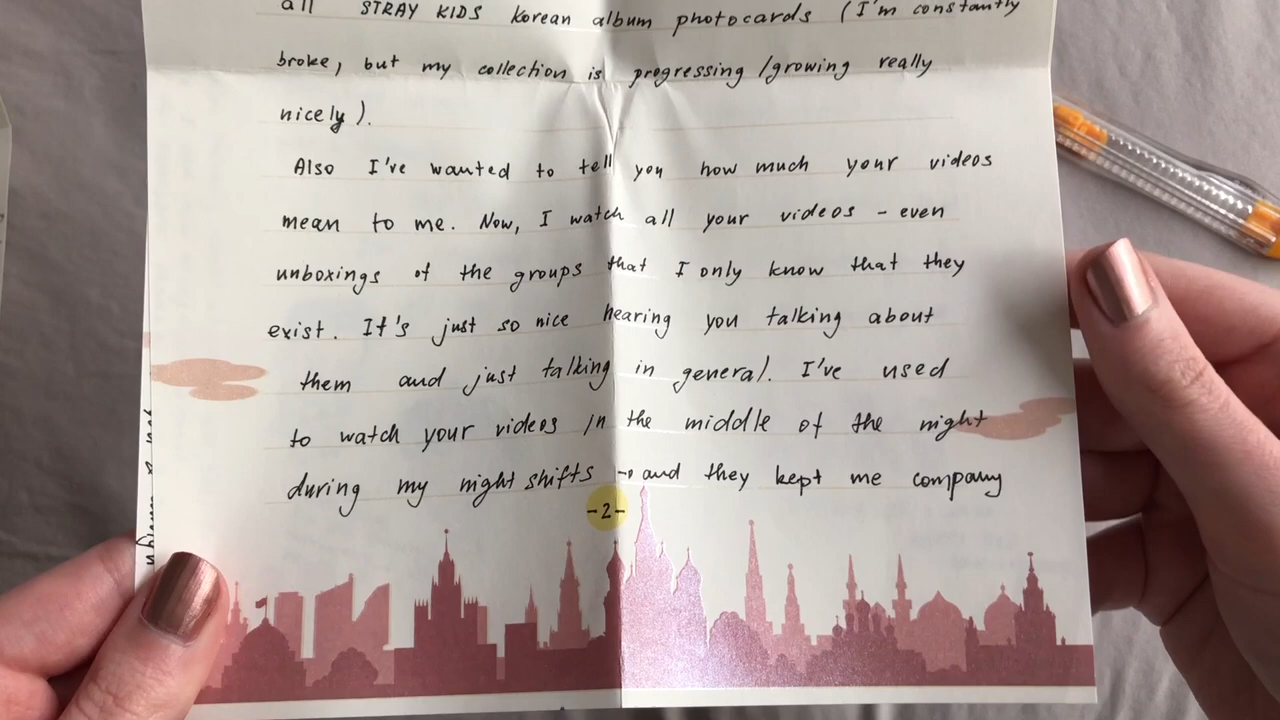 all STRAY KIDS Korean album photocards (I'm constantly
broke, but my collection is progressing/growing really
nicely).
Also I've wanted to tell you how much your videos
mean to me. Now, I watch all your videos - even
unboxings of the groups that I only know that they
exist. It's just so nice hearing you talking about
them and just talking in general. I've used
to watch your videos in the middle of the night
during my night shifts → and they kept me company
-2-